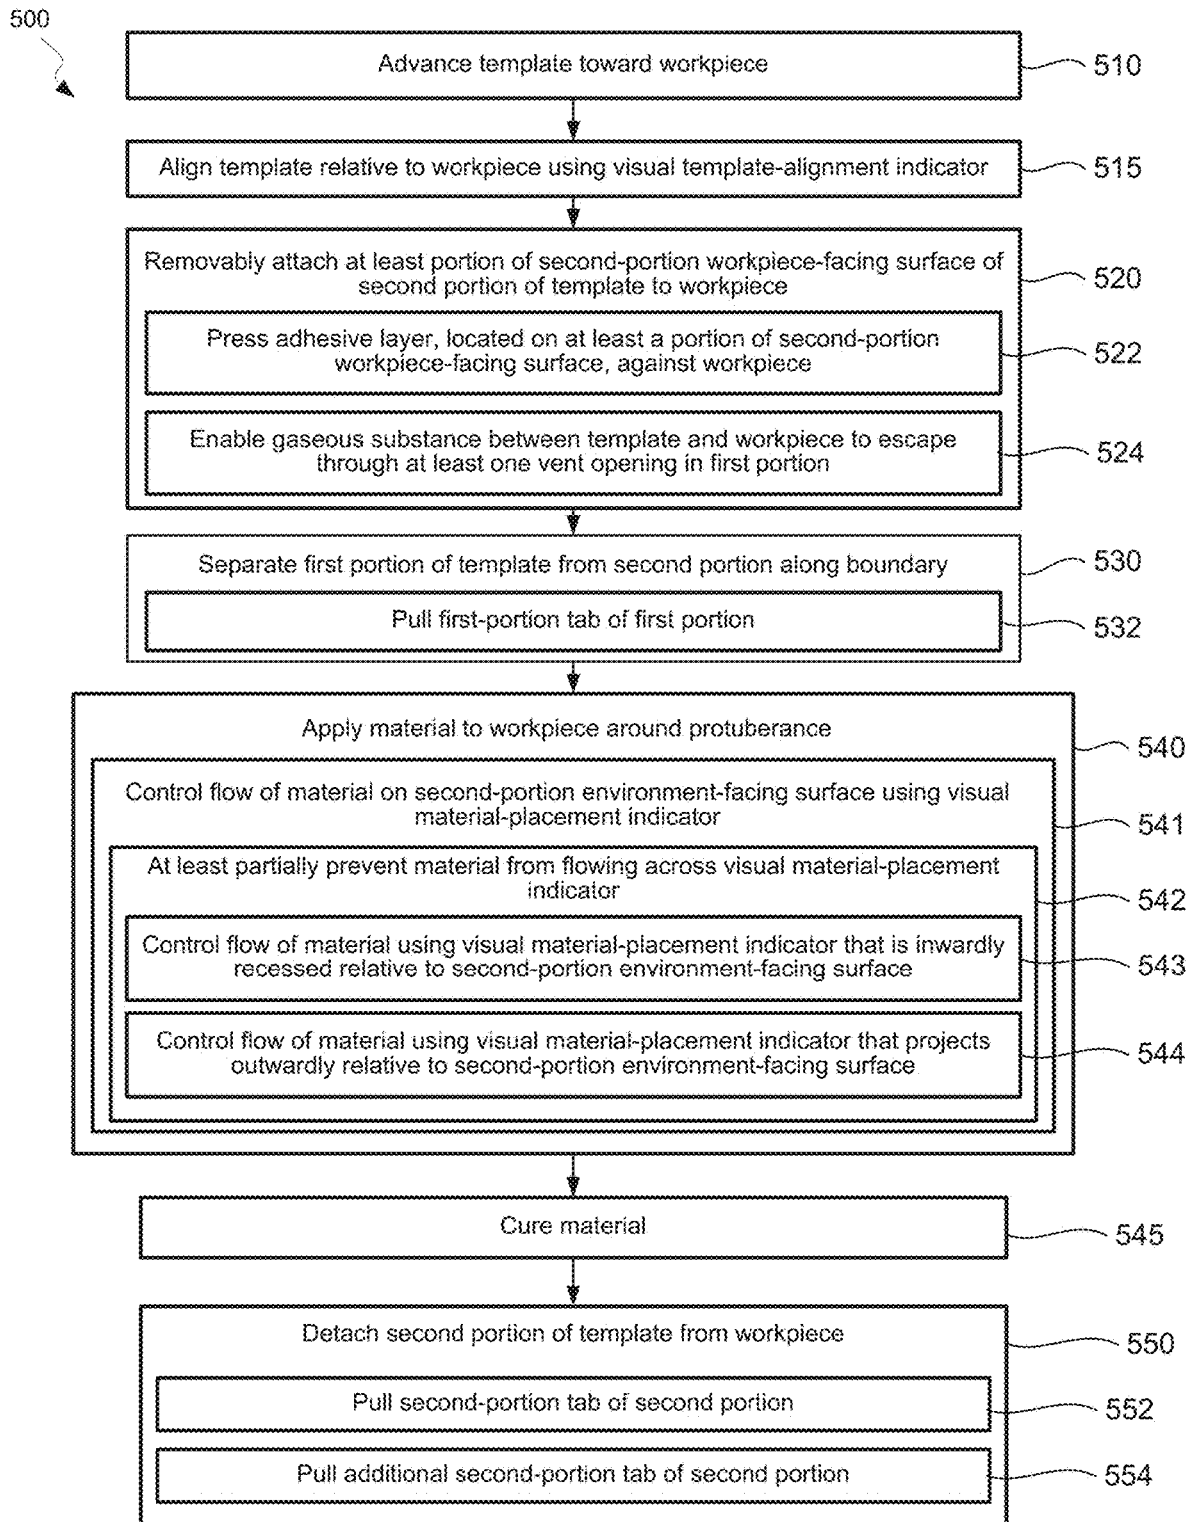 500
Advance template toward workpiece
510
Align template relative to workpiece using visual template-alignment indicator
515
Removably attach at least portion of second-portion workpiece-facing surface of
second portion of template to workpiece
520
Press adhesive layer, located on at least a portion of second-portion
workpiece-facing surface, against workpiece
522
Enable gaseous substance between template and workpiece to escape
through at least one vent opening in first portion
524
Separate first portion of template from second portion along boundary
530
Pull first-portion tab of first portion
532
Apply material to workpiece around protuberance
540
Control flow of material on second-portion environment-facing surface using visual
material-placement indicator
541
At least partially prevent material from flowing across visual material-placement
indicator
542
Control flow of material using visual material-placement indicator that is inwardly
recessed relative to second-portion environment-facing surface
543
Control flow of material using visual material-placement indicator that projects
outwardly relative to second-portion environment-facing surface
544
Cure material
545
Detach second portion of template from workpiece
550
Pull second-portion tab of second portion
552
Pull additional second-portion tab of second portion
554